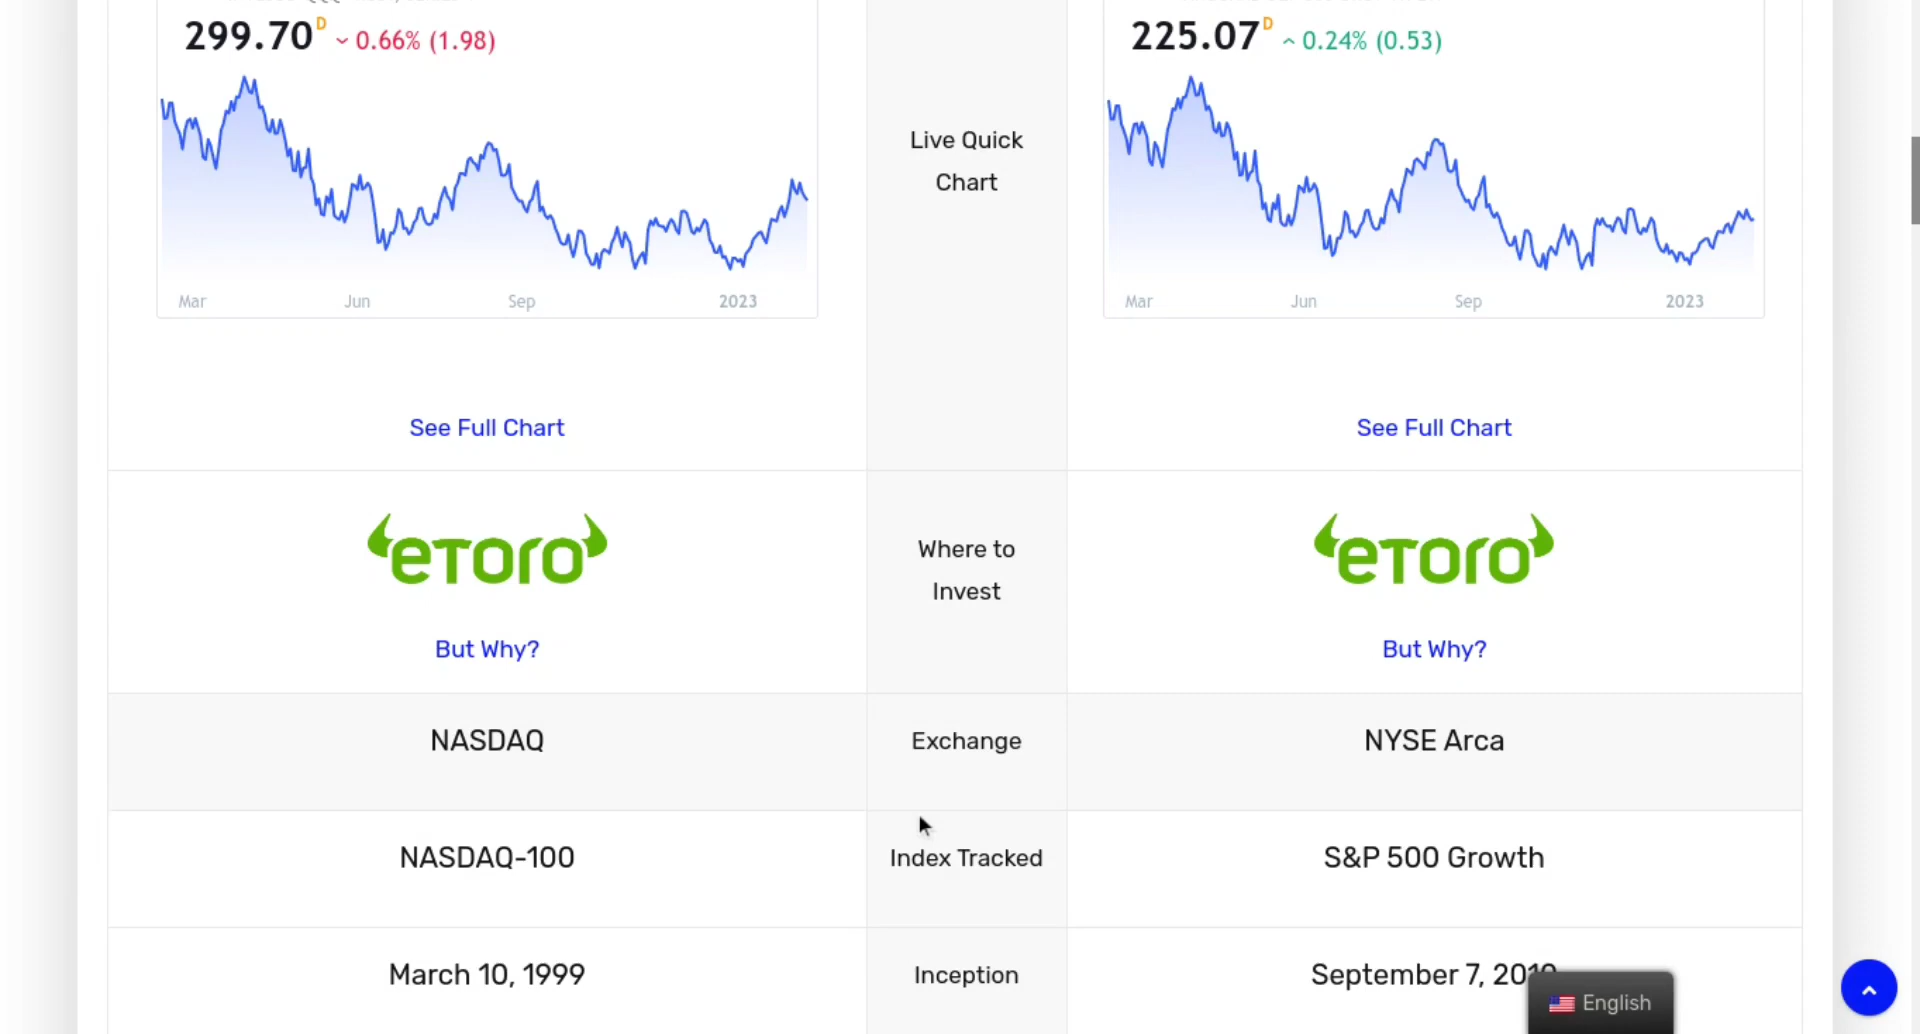 299.70 D 0.66% (1.98)
225.07 D 0.24% (0.53)
Live Quick
Chart
Mar Jun Sep 2023
Mar Jun Sep 2023
See Full Chart
See Full Chart
eToro
Where to
Invest
eToro
But Why?
But Why?
NASDAQ
Exchange
NYSE Arca
NASDAQ-100
Index Tracked
S&P 500 Growth
March 10, 1999
Inception
September 7,
English